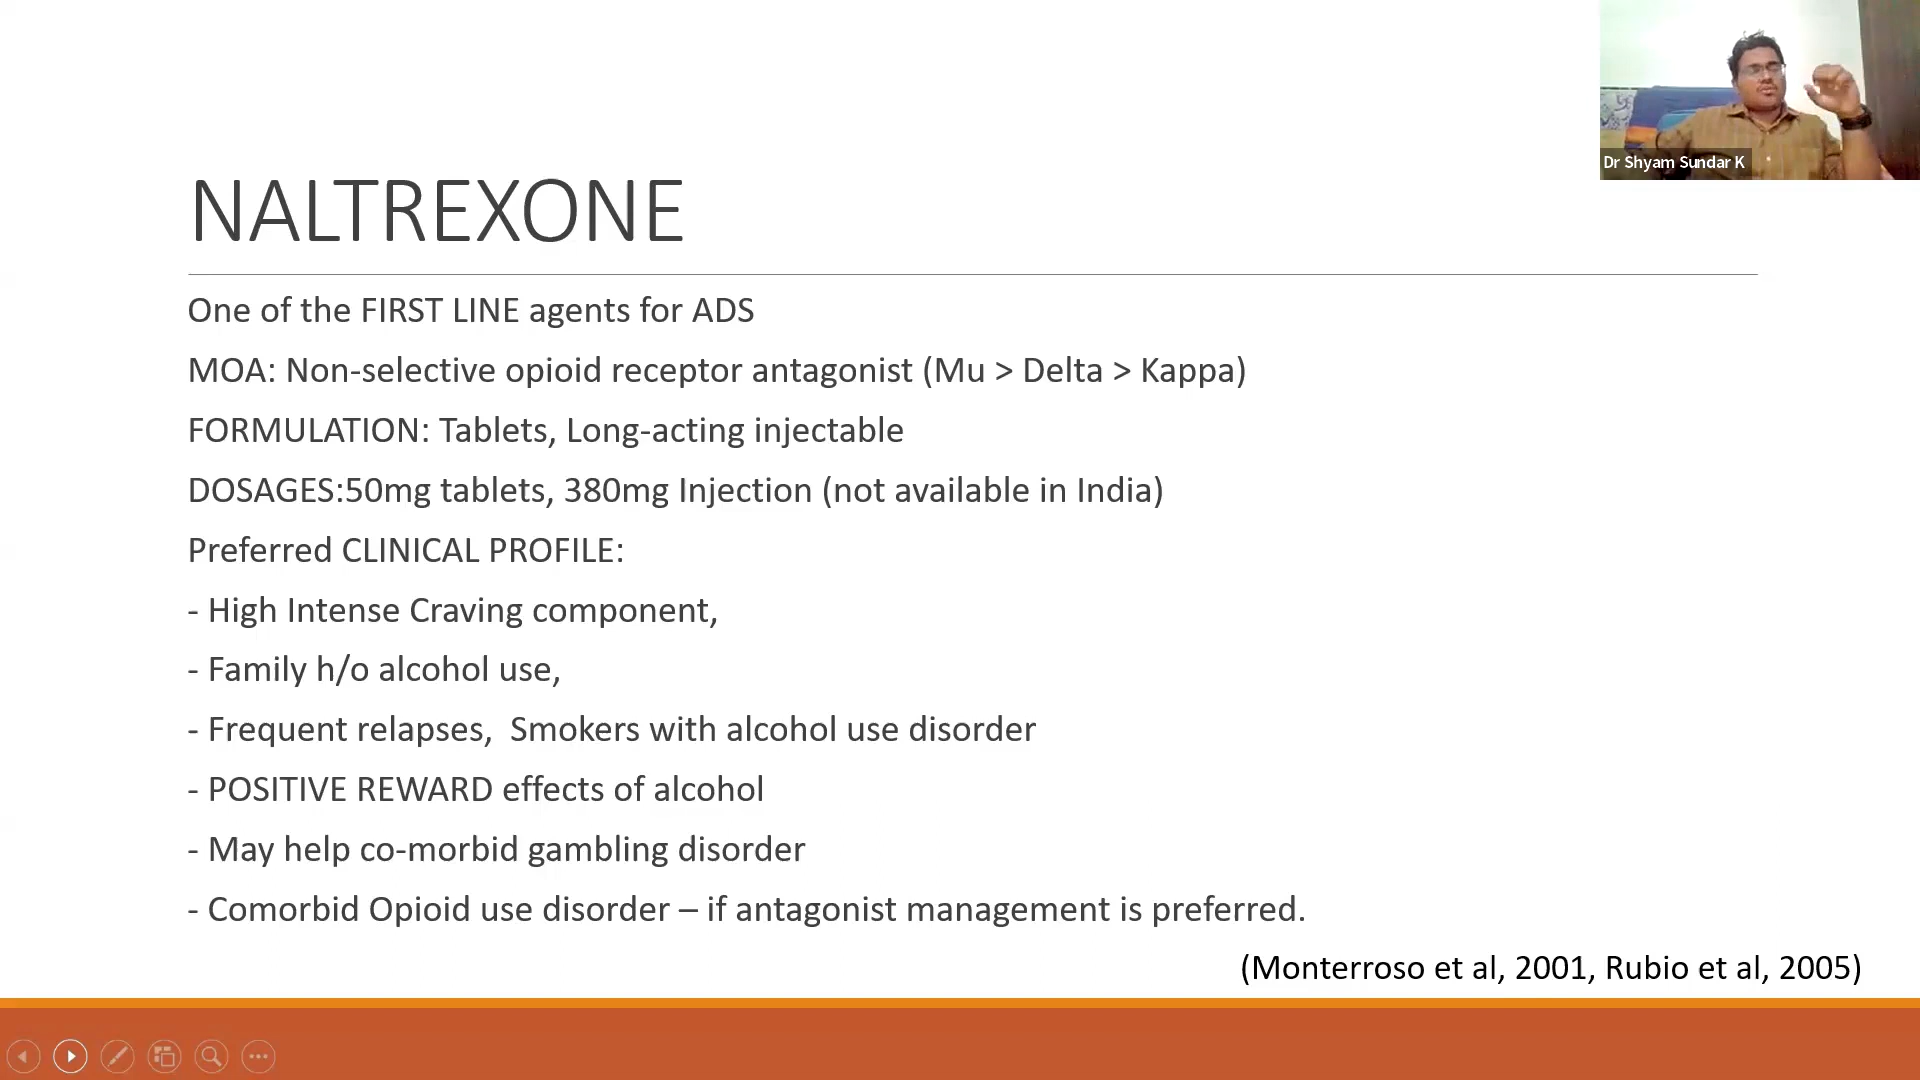 Dr Shyam Sundar K
NALTREXONE
One of the FIRST LINE agents for ADS
MOA: Non-selective opioid receptor antagonist (Mu > Delta > Kappa)
FORMULATION: Tablets, Long-acting injectable
DOSAGES:50mg tablets, 380mg Injection (not available in India)
Preferred CLINICAL PROFILE:
- High Intense Craving component,
- Family h/o alcohol use,
- Frequent relapses,  Smokers with alcohol use disorder
- POSITIVE REWARD effects of alcohol
- May help co-morbid gambling disorder
- Comorbid Opioid use disorder – if antagonist management is preferred.
(Monterroso et al, 2001, Rubio et al, 2005)